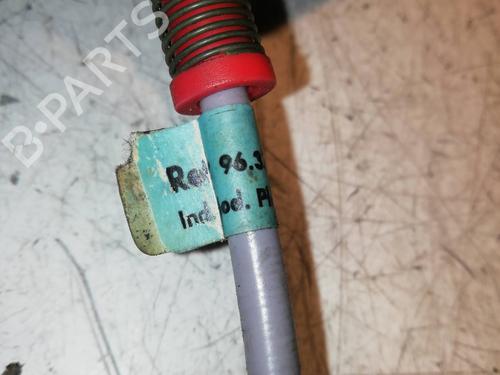 B-PARTS
Ref 96.3
Ind
od. P